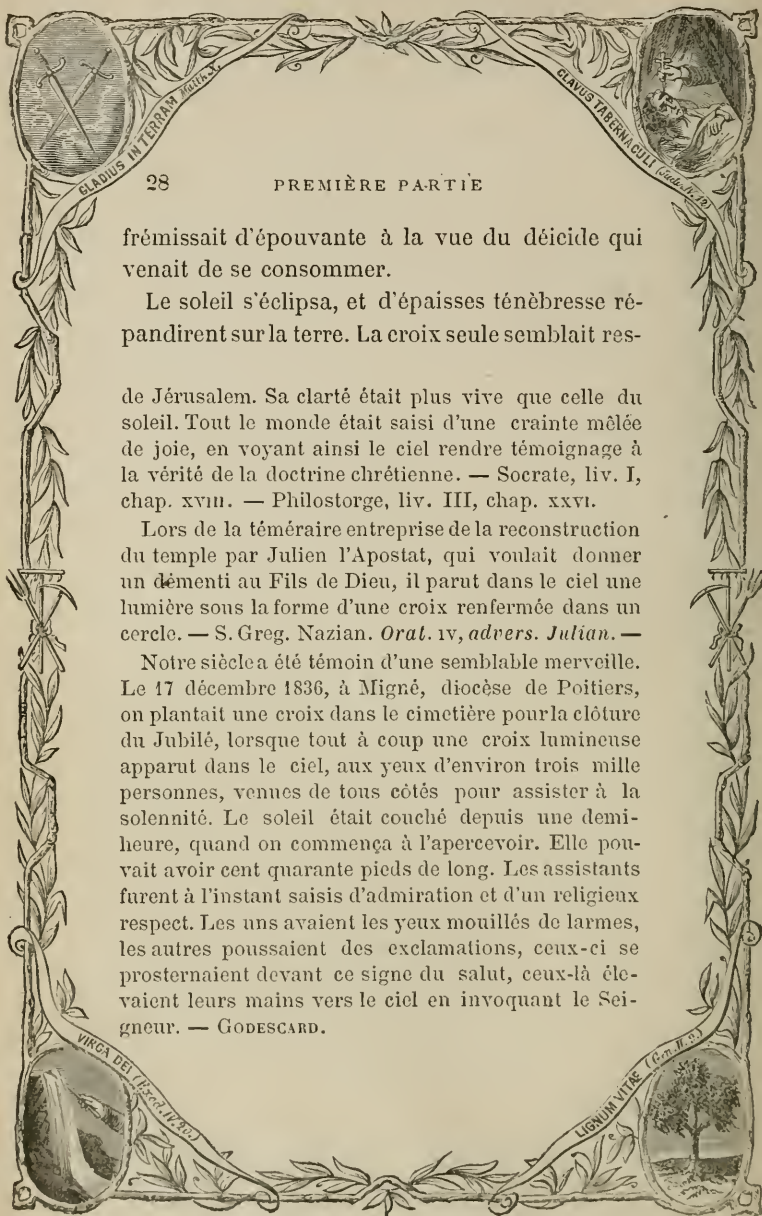 GLADIUS IN TERRAM Matth. X.
CLAVUS TABERNACULI
28 PREMIÈRE PARTIE
frémissait d'épouvante à la vue du déicide qui
venait de se consommer.
Le soleil s'éclipsa, et d'épaisses ténèbresse ré-
pandirent sur la terre. La croix seule semblait res-
de Jérusalem. Sa clarté était plus vive que celle du
soleil. Tout le monde était saisi d'une crainte mêlée
de joie, en voyant ainsi le ciel rendre témoignage à
la vérité de la doctrine chrétienne. — Socrate, liv. I,
chap. XVIII. — Philostorge, liv. III, chap. XXVI.
Lors de la téméraire entreprise de la reconstruction
du temple par Julien l'Apostat, qui voulait donner
un démenti au Fils de Dieu, il parut dans le ciel une
lumière sous la forme d'une croix renfermée dans un
cercle. — S. Greg. Nazian. Orat. IV, advers. Julian. —
Notre siècle a été témoin d'une semblable merveille.
Le 17 décembre 1836, à Migné, diocèse de Poitiers,
on plantait une croix dans le cimetière pour la clôture
du Jubilé, lorsque tout à coup une croix lumineuse
apparut dans le ciel, aux yeux d'environ trois mille
personnes, venues de tous côtés pour assister à la
solennité. Le soleil était couché depuis une demi-
heure, quand on commença à l'apercevoir. Elle pou-
vait avoir cent quarante pieds de long. Les assistants
furent à l'instant saisis d'admiration et d'un religieux
respect. Les uns avaient les yeux mouillés de larmes,
les autres poussaient des exclamations, ceux-ci se
prosternaient devant ce signe du salut, ceux-là éle-
vaient leurs mains vers le ciel en invoquant le Sei-
gneur. — GODESCARD.
VIRGA DEI (Exod. IV. 20.)
LIGNUM VITAE (Gen. II. 9.)